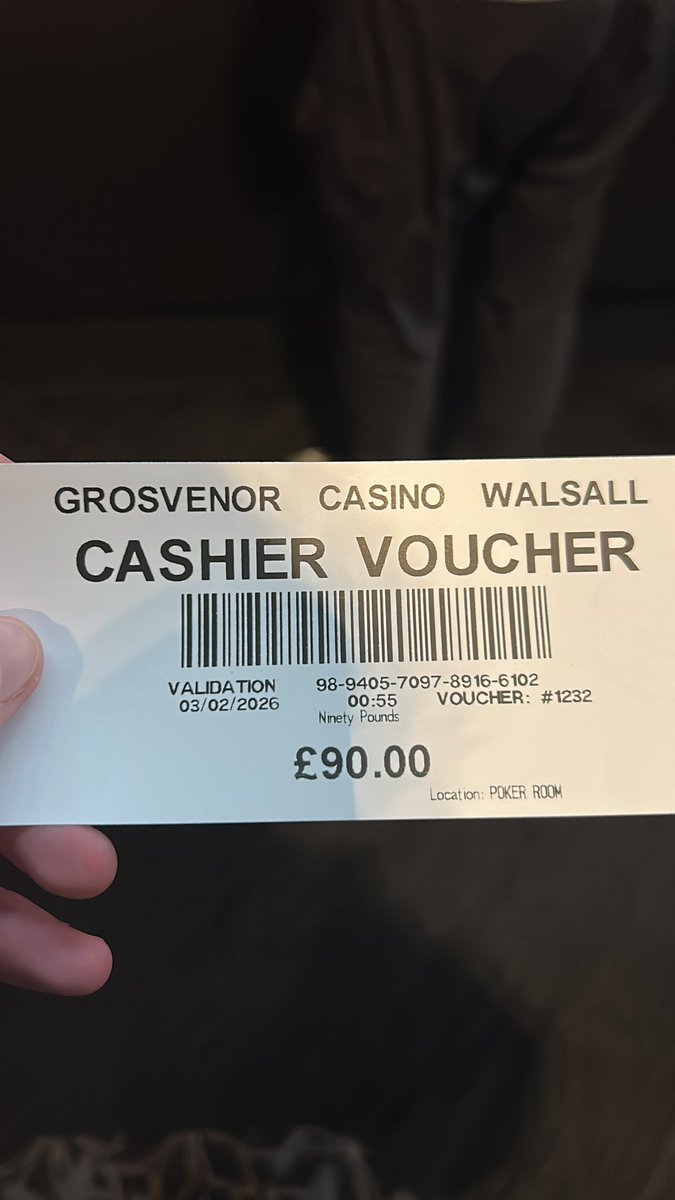 GROSVENOR CASINO WALSALL
CASHIER VOUCHER
VALIDATION 98-9405-7097-8916-6102
03/02/2026 00:55 VOUCHER: #1232
Ninety Pounds
£90.00
Location: POKER ROOM